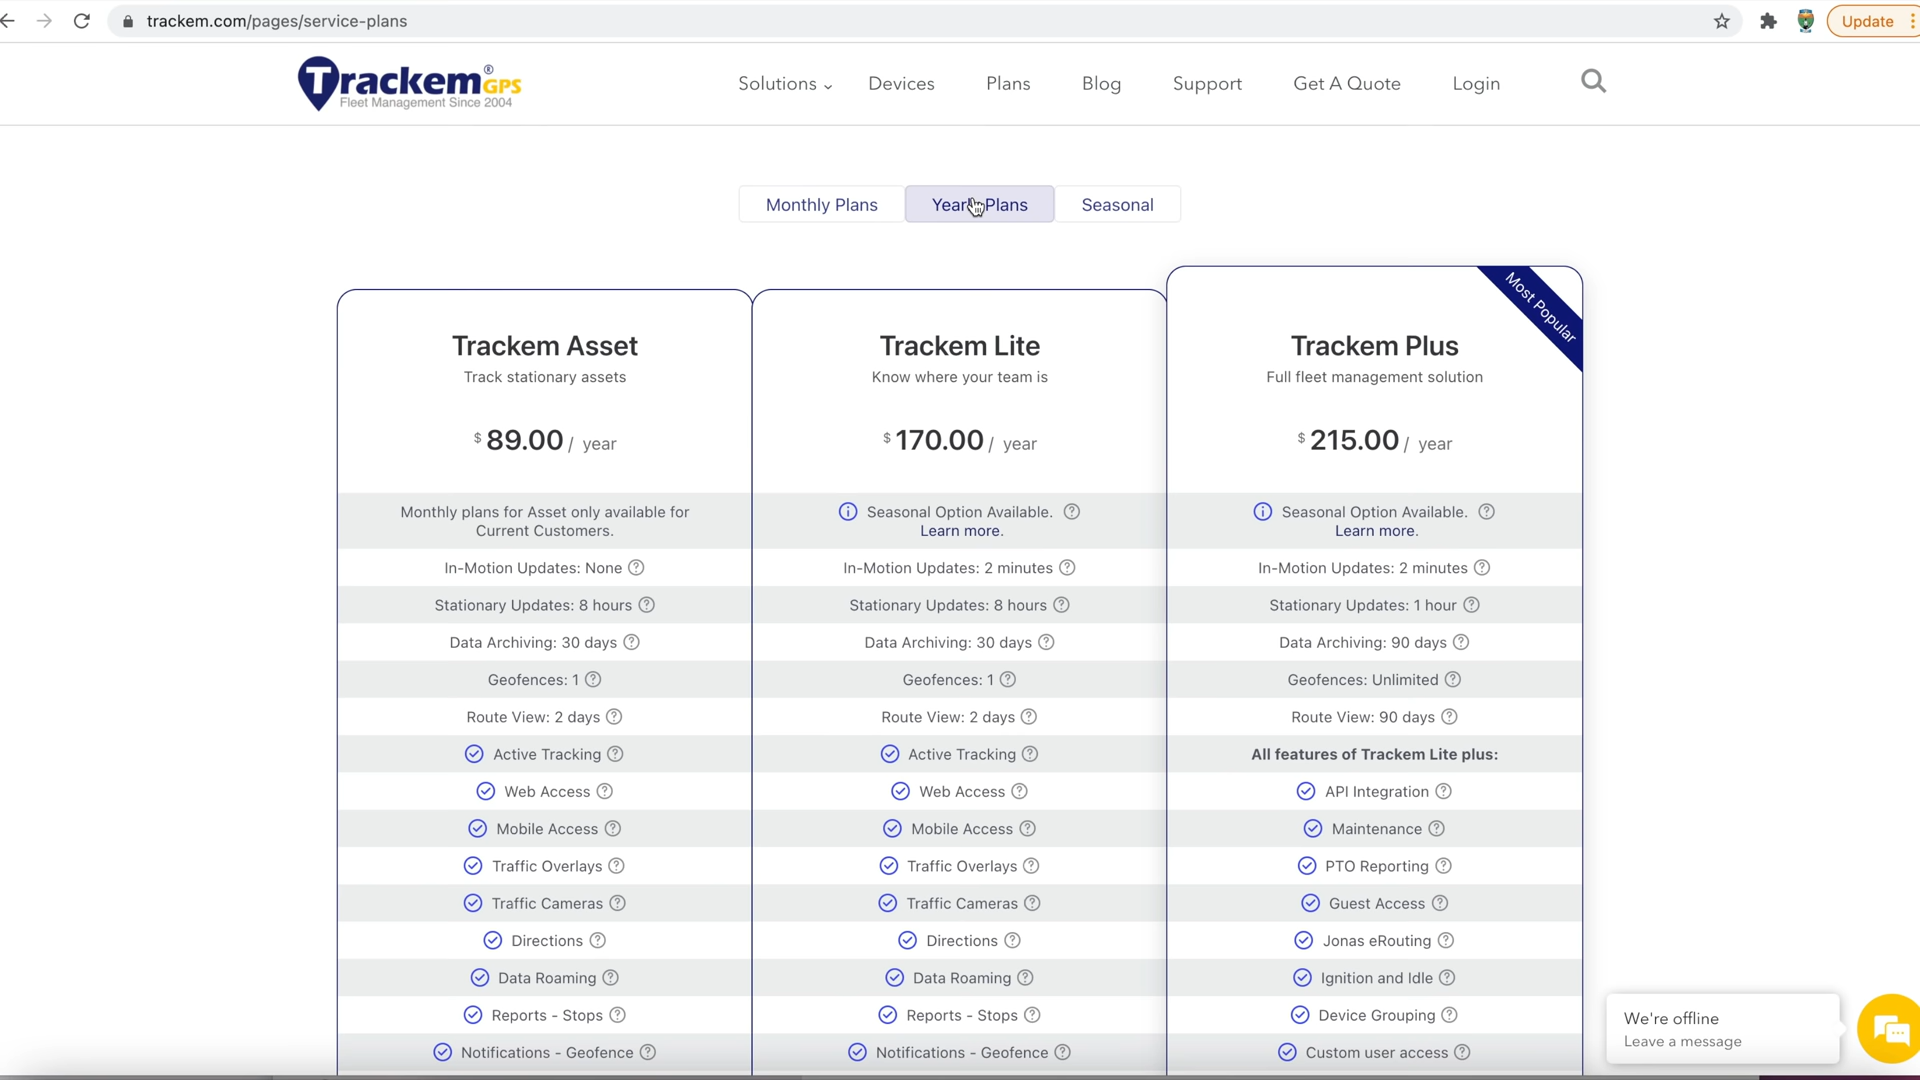 trackem.com/pages/service-plans
Update
Trackem® GPS
Fleet Management Since 2004
Solutions
Devices
Plans
Blog
Support
Get A Quote
Login
Monthly Plans
Yearly Plans
Seasonal
Trackem Asset
Track stationary assets
$ 89.00 / year
Monthly plans for Asset only available for
Current Customers.
In-Motion Updates: None
Stationary Updates: 8 hours
Data Archiving: 30 days
Geofences: 1
Route View: 2 days
Active Tracking
Web Access
Mobile Access
Traffic Overlays
Traffic Cameras
Directions
Data Roaming
Reports - Stops
Notifications - Geofence
Trackem Lite
Know where your team is
$ 170.00 / year
Seasonal Option Available.
Learn more.
In-Motion Updates: 2 minutes
Stationary Updates: 8 hours
Data Archiving: 30 days
Geofences: 1
Route View: 2 days
Active Tracking
Web Access
Mobile Access
Traffic Overlays
Traffic Cameras
Directions
Data Roaming
Reports - Stops
Notifications - Geofence
Most Popular
Trackem Plus
Full fleet management solution
$ 215.00 / year
Seasonal Option Available.
Learn more.
In-Motion Updates: 2 minutes
Stationary Updates: 1 hour
Data Archiving: 90 days
Geofences: Unlimited
Route View: 90 days
All features of Trackem Lite plus:
API Integration
Maintenance
PTO Reporting
Guest Access
Jonas eRouting
Ignition and Idle
Device Grouping
Custom user access
We're offline
Leave a message